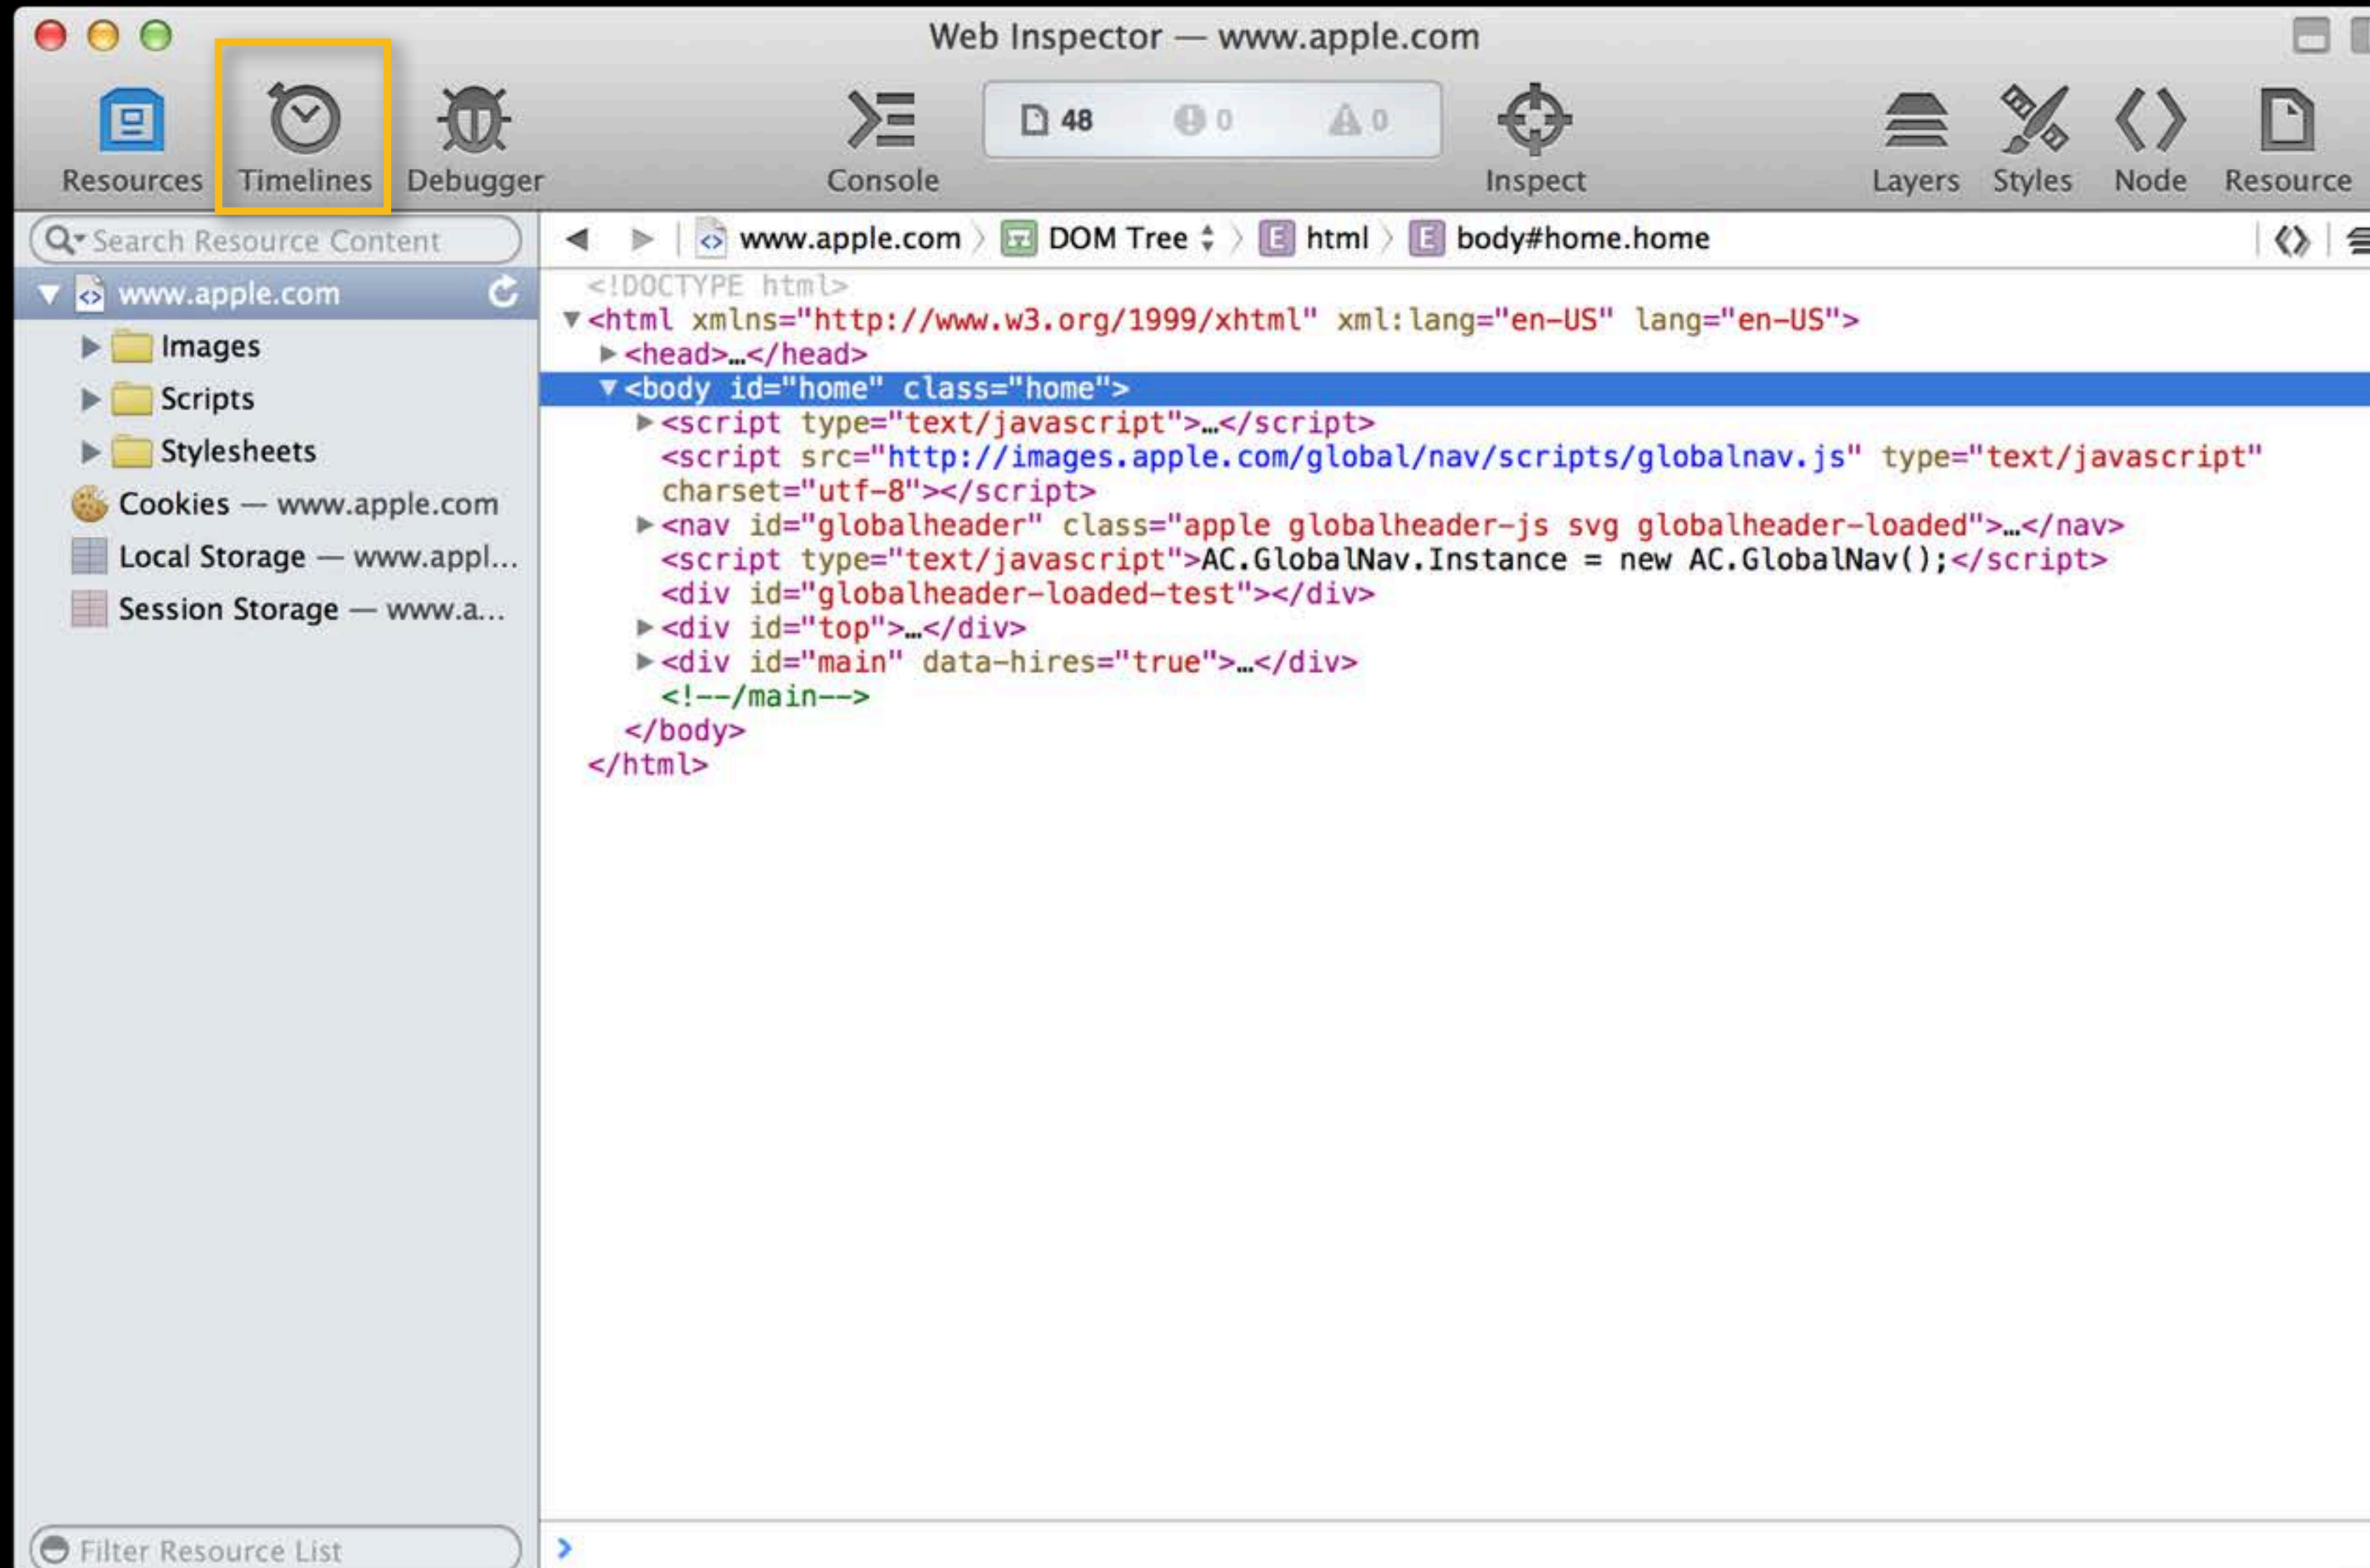 Web Inspector — www.apple.com
48 0 0
Resources Timelines Debugger Console Inspect Layers Styles Node Resource
Search Resource Content
www.apple.com
Images
Scripts
Stylesheets
Cookies — www.apple.com
Local Storage — www.appl...
Session Storage — www.a...
Filter Resource List
www.apple.com DOM Tree E html E body#home.home
<!DOCTYPE html>
<html xmlns="http://www.w3.org/1999/xhtml" xml:lang="en-US" lang="en-US">
<head>…</head>
<body id="home" class="home">
<script type="text/javascript">…</script>
<script src="http://images.apple.com/global/nav/scripts/globalnav.js" type="text/javascript"
charset="utf-8"></script>
<nav id="globalheader" class="apple globalheader-js svg globalheader-loaded">…</nav>
<script type="text/javascript">AC.GlobalNav.Instance = new AC.GlobalNav();</script>
<div id="globalheader-loaded-test"></div>
<div id="top">…</div>
<div id="main" data-hires="true">…</div>
<!--/main-->
</body>
</html>